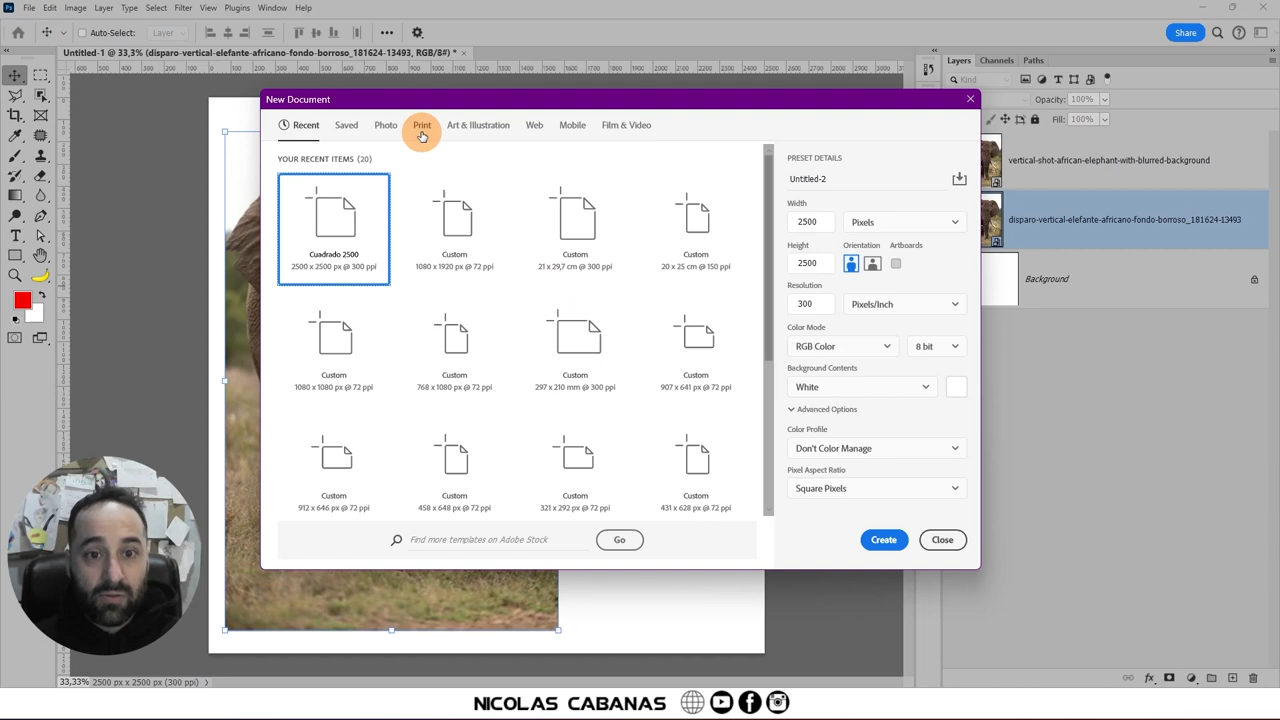 Ps File Edit Image Layer Type Select Filter View Plugins Window Help
Auto-Select: Layer
Share
Untitled-1 @ 33,3% (disparo-vertical-elefante-africano-fondo-borroso_181624-13493, RGB/8#) *
Layers Channels Paths
Kind
Opacity: 100%
Fill: 100%
vertical-shot-african-elephant-with-blurred-background
disparo-vertical-elefante-africano-fondo-borroso_181624-13493
Background
New Document
Recent Saved Photo Print Art & Illustration Web Mobile Film & Video
YOUR RECENT ITEMS (20)
Cuadrado 2500
2500 x 2500 px @ 300 ppi
Custom
1080 x 1920 px @ 72 ppi
Custom
21 x 29,7 cm @ 300 ppi
Custom
20 x 25 cm @ 150 ppi
Custom
1080 x 1080 px @ 72 ppi
Custom
768 x 1080 px @ 72 ppi
Custom
297 x 210 mm @ 300 ppi
Custom
907 x 641 px @ 72 ppi
Custom
912 x 646 px @ 72 ppi
Custom
458 x 648 px @ 72 ppi
Custom
321 x 292 px @ 72 ppi
Custom
431 x 628 px @ 72 ppi
Find more templates on Adobe Stock
Go
PRESET DETAILS
Untitled-2
Width
2500 Pixels
Height Orientation Artboards
2500
Resolution
300 Pixels/Inch
Color Mode
RGB Color 8 bit
Background Contents
White
Advanced Options
Color Profile
Don't Color Manage
Pixel Aspect Ratio
Square Pixels
Create Close
33,33% 2500 px x 2500 px (300 ppi)
NICOLAS CABANAS